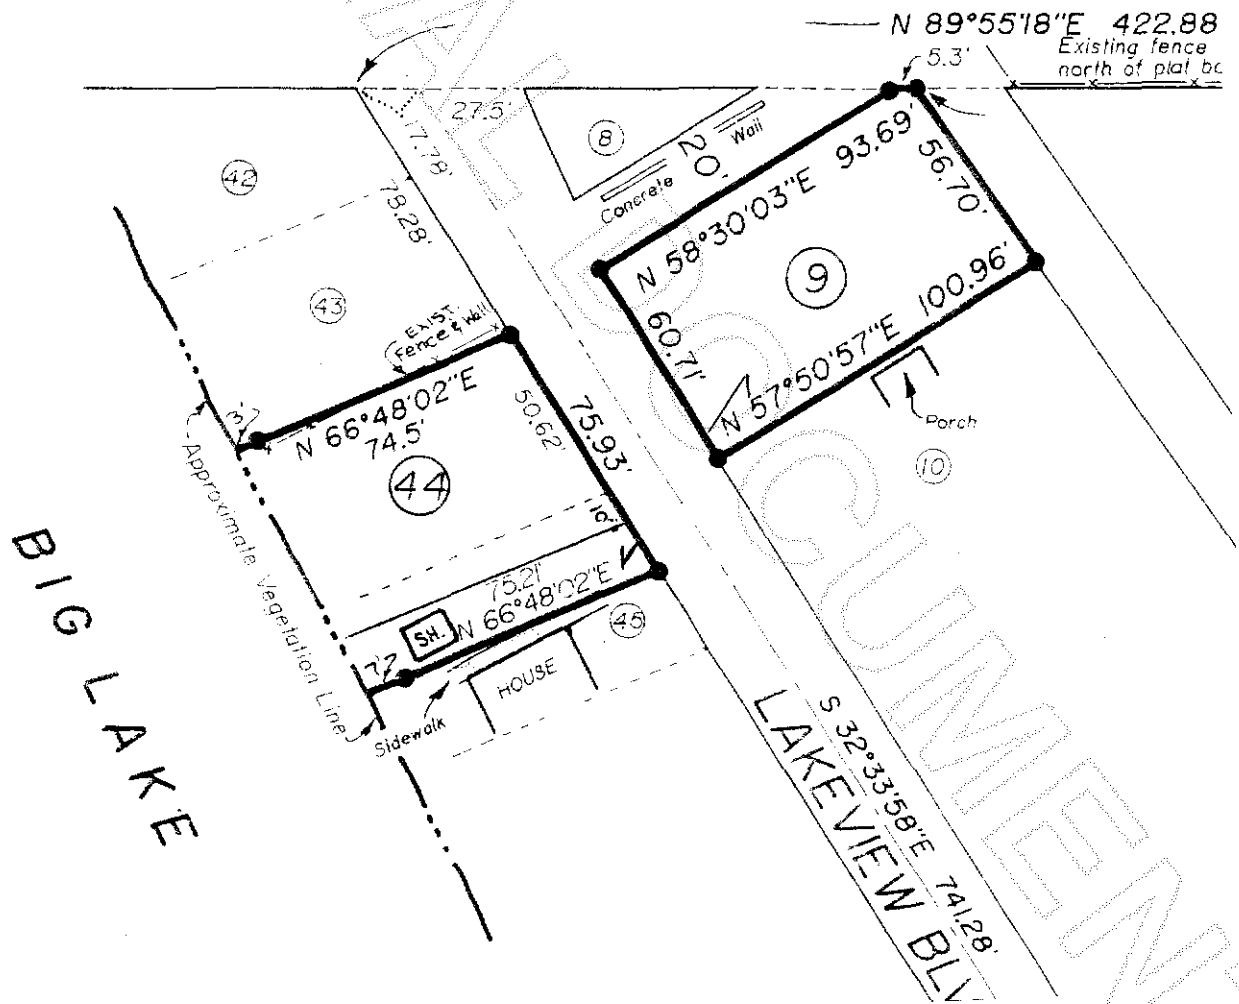 N 89°55'18"E 422.88
Existing fence
north of plat
5.3'
27.5'
17.78'
78.28'
42
43
8
20'
Wall
Concrete
N 58°30'03"E 93.69'
56.70'
9
60.71'
N 57°50'57"E 100.96'
Porch
10
EXIST.
Fence & Wall
N 66°48'02"E
74.5'
50.62'
75.93'
44
10'
75.21'
N 66°48'02"E
SH.
45
HOUSE
Sidewalk
Approximate Vegetation Line
BIG LAKE
S 32°33'58"E 741.28'
LAKEVIEW BLV
DOCUMENT